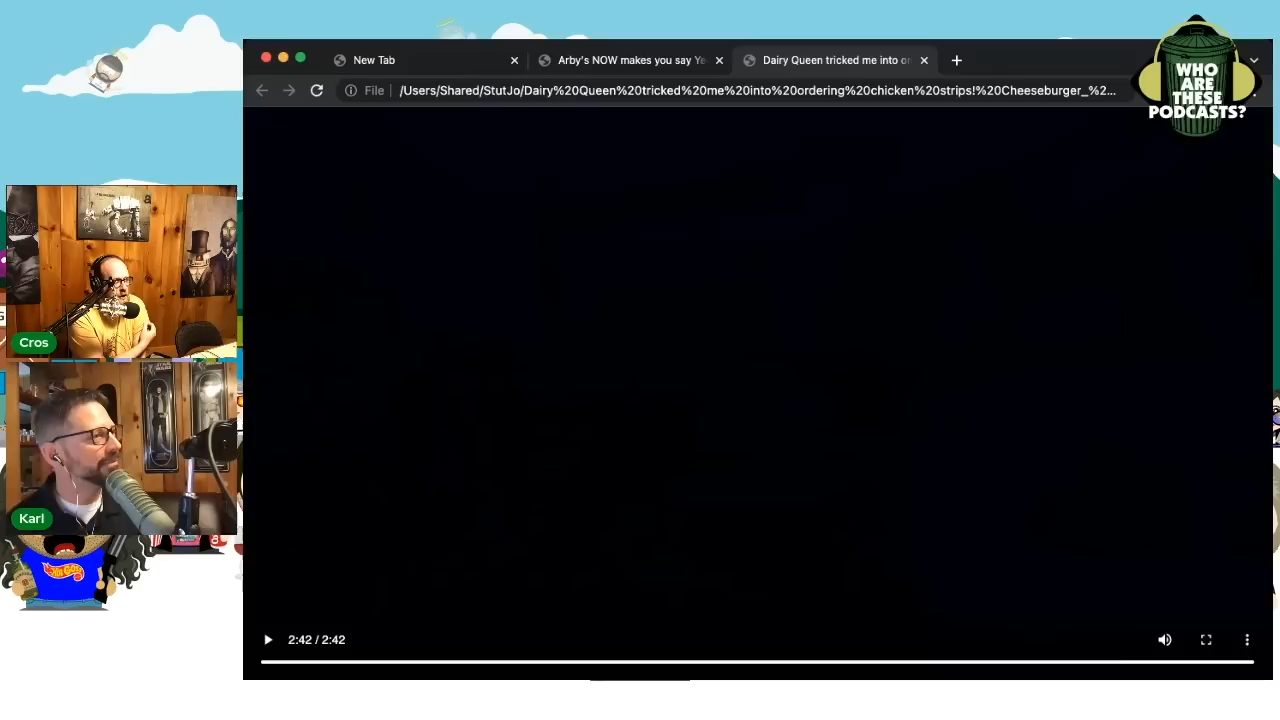 New Tab
Arby's NOW makes you say Ye
Dairy Queen tricked me into or
File
/Users/Shared/StutJo/Dairy%20Queen%20tricked%20me%20into%20ordering%20chicken%20strips!%20Cheeseburger_%2...
WHO
ARE
THESE
PODCASTS?
Cros
Karl
2:42 / 2:42